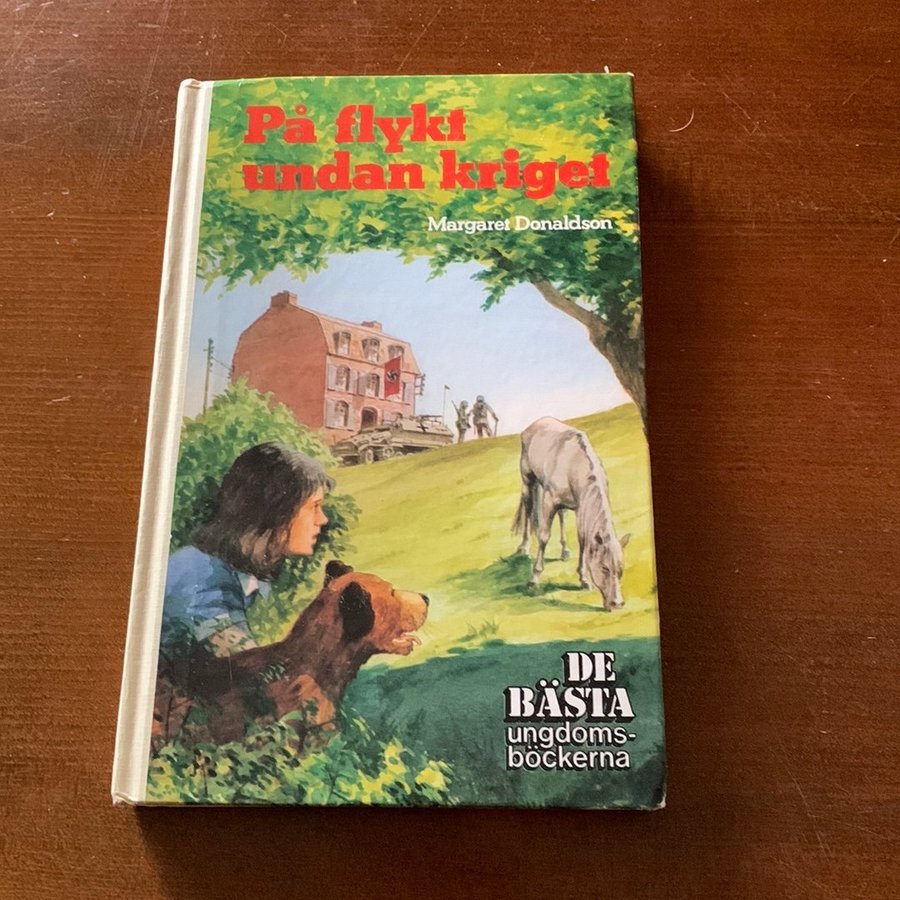 På flykt
undan kriget
Margaret Donaldson
DE
BÄSTA
ungdoms-
böckerna